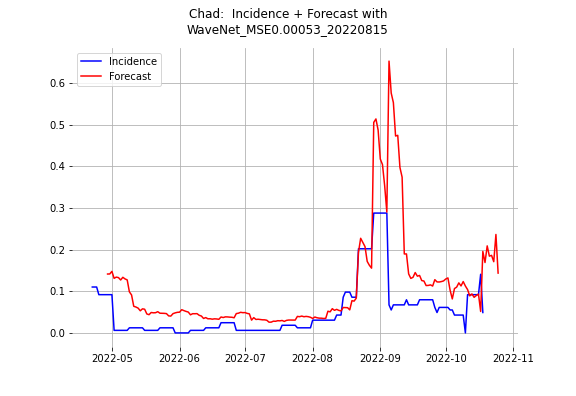 Chad:  Incidence + Forecast with
WaveNet_MSE0.00053_20220815
Incidence
Forecast
0.6
0.5
0.4
0.3
0.2
0.1
0.0
2022-05 2022-06 2022-07 2022-08 2022-09 2022-10 2022-11